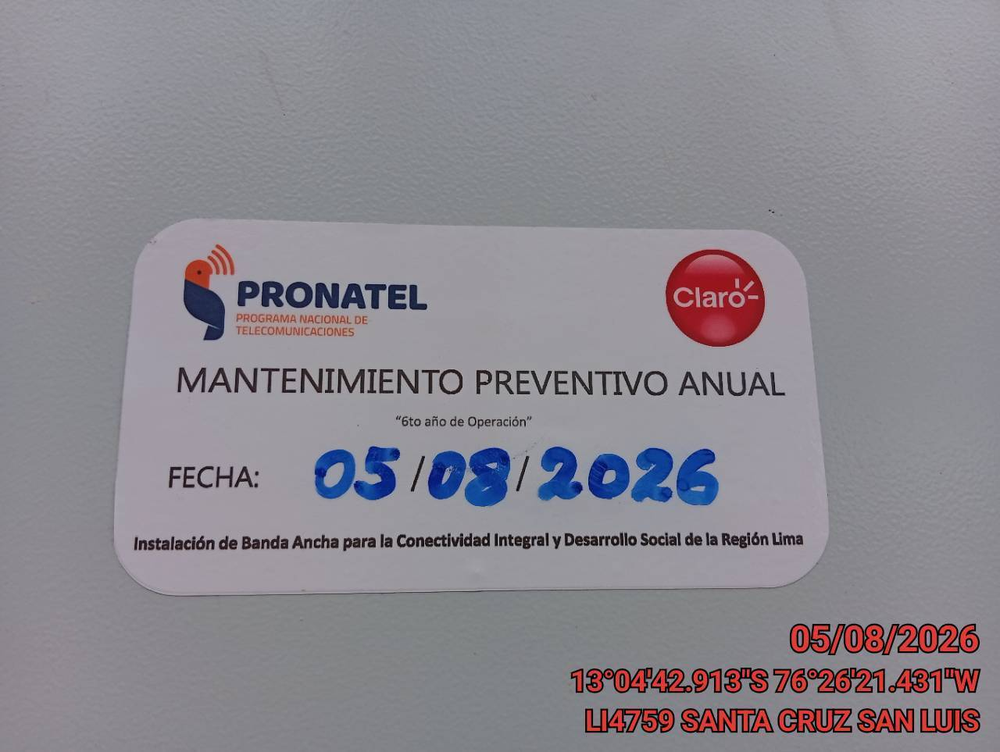 PRONATEL
PROGRAMA NACIONAL DE
TELECOMUNICACIONES
Claro
MANTENIMIENTO PREVENTIVO ANUAL
"6to año de Operación"
FECHA: 05/08/2026
Instalación de Banda Ancha para la Conectividad Integral y Desarrollo Social de la Región Lima
05/08/2026
13°04'42.913"S 76°26'21.431"W
LI4759 SANTA CRUZ SAN LUIS